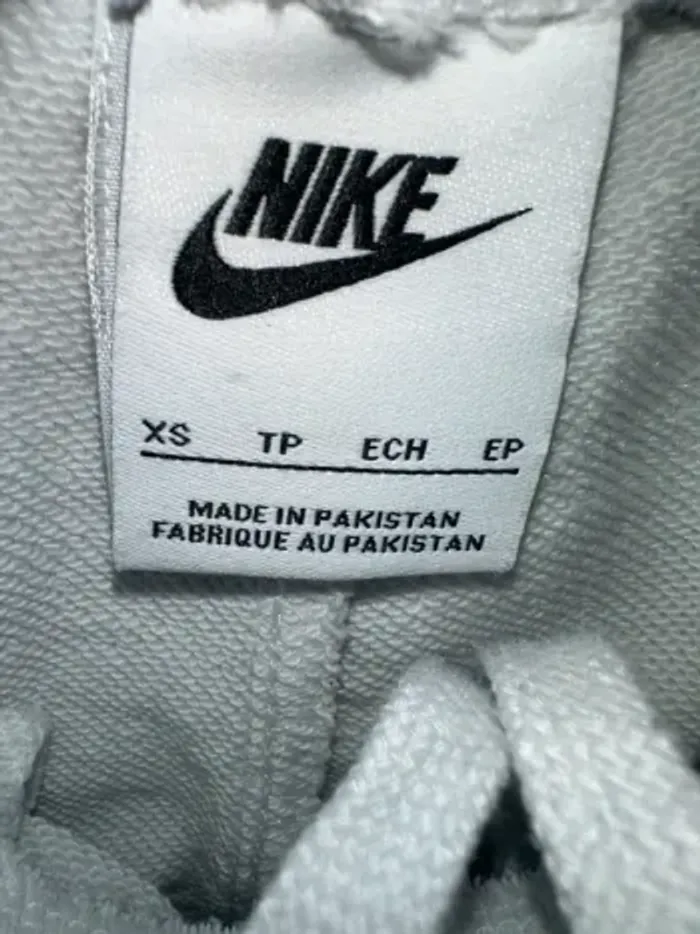 NIKE
XS TP ECH EP
MADE IN PAKISTAN
FABRIQUE AU PAKISTAN